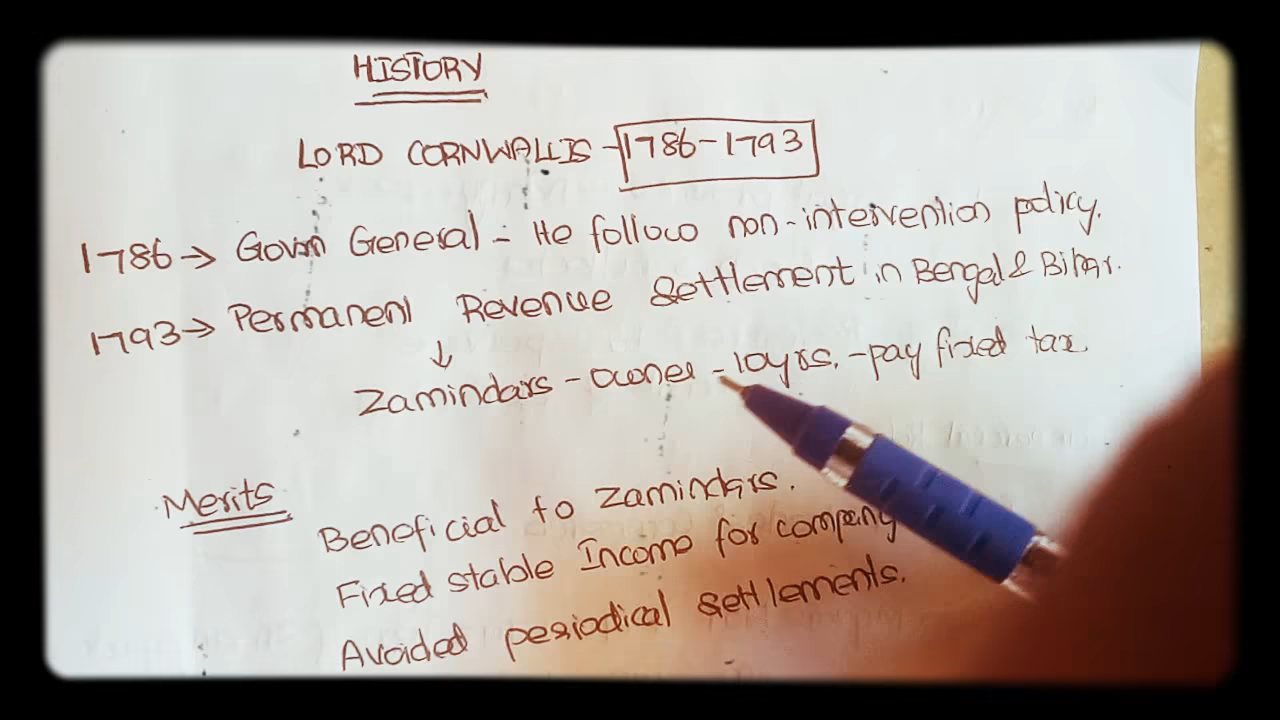 HISTORY
LORD CORNWALLIS - 1786-1793
1786 → Govrn General - He follow non-intervention policy.
1793 → Permanent Revenue Settlement in Bengal & Bihar.
↓
Zamindars - owner - 10yrs. - pay fixed tax
Merits
Beneficial to Zamindars.
Fixed stable Income for company
Avoided periodical settlements.